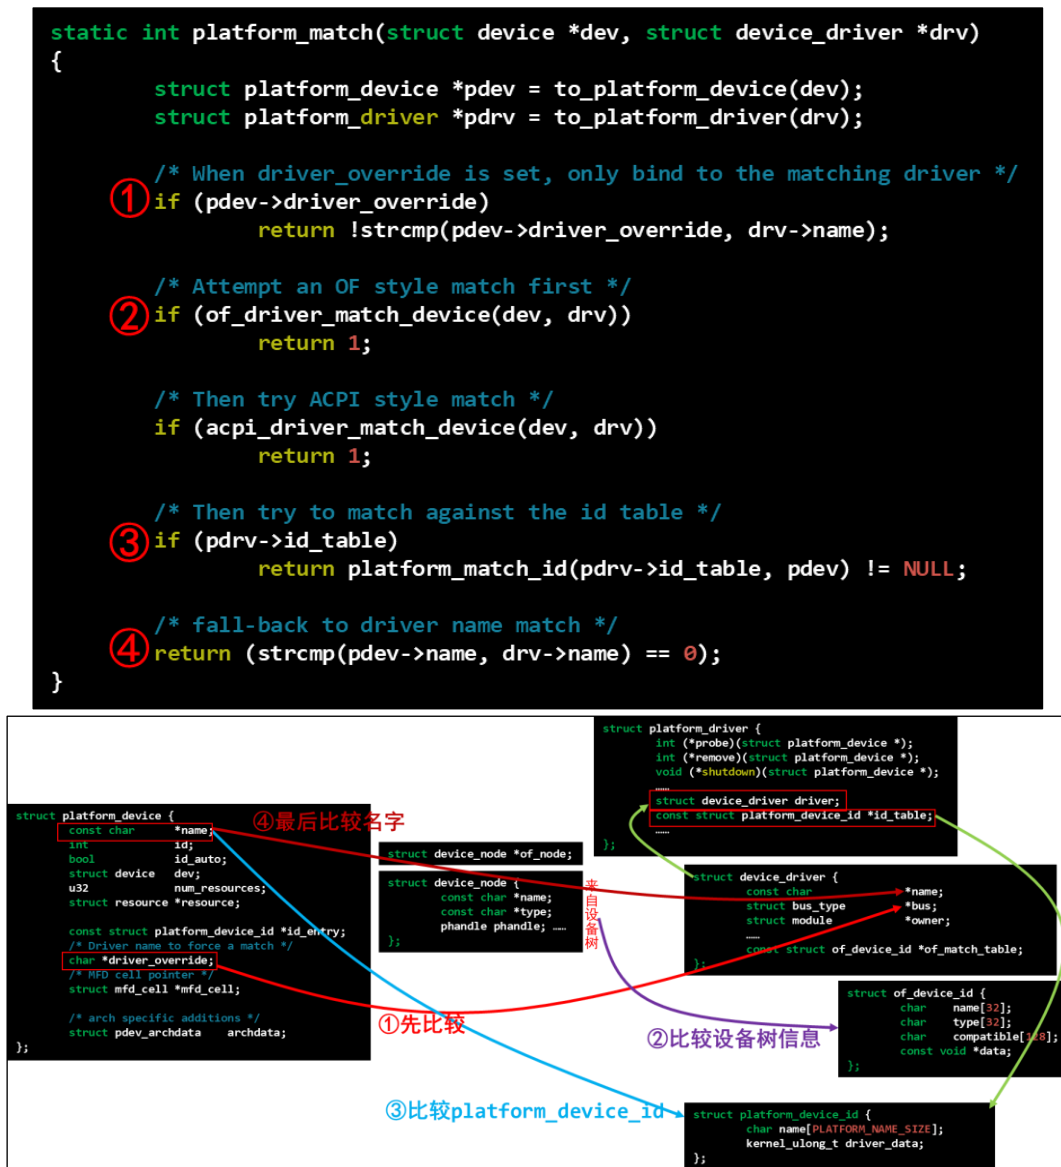 static int platform_match(struct device *dev, struct device_driver *drv)
{
struct platform_device *pdev = to_platform_device(dev);
struct platform_driver *pdrv = to_platform_driver(drv);
/* When driver_override is set, only bind to the matching driver */
① if (pdev->driver_override)
return !strcmp(pdev->driver_override, drv->name);
/* Attempt an OF style match first */
② if (of_driver_match_device(dev, drv))
return 1;
/* Then try ACPI style match */
if (acpi_driver_match_device(dev, drv))
return 1;
/* Then try to match against the id table */
③ if (pdrv->id_table)
return platform_match_id(pdrv->id_table, pdev) != NULL;
/* fall-back to driver name match */
④ return (strcmp(pdev->name, drv->name) == 0);
}
struct platform_device {
const char *name;
int id;
bool id_auto;
struct device dev;
u32 num_resources;
struct resource *resource;
const struct platform_device_id *id_entry;
/* Driver name to force a match */
char *driver_override;
/* MFD cell pointer */
struct mfd_cell *mfd_cell;
/* arch specific additions */
struct pdev_archdata archdata;
};
④最后比较名字
struct device_node *of_node;
struct device_node {
const char *name;
const char *type;
phandle phandle; ……
};
来自设备树
struct platform_driver {
int (*probe)(struct platform_device *);
int (*remove)(struct platform_device *);
void (*shutdown)(struct platform_device *);
……
struct device_driver driver;
const struct platform_device_id *id_table;
……
};
struct device_driver {
const char *name;
struct bus_type *bus;
struct module *owner;
……
const struct of_device_id *of_match_table;
};
①先比较
②比较设备树信息
struct of_device_id {
char name[32];
char type[32];
char compatible[128];
const void *data;
};
③比较platform_device_id
struct platform_device_id {
char name[PLATFORM_NAME_SIZE];
kernel_ulong_t driver_data;
};